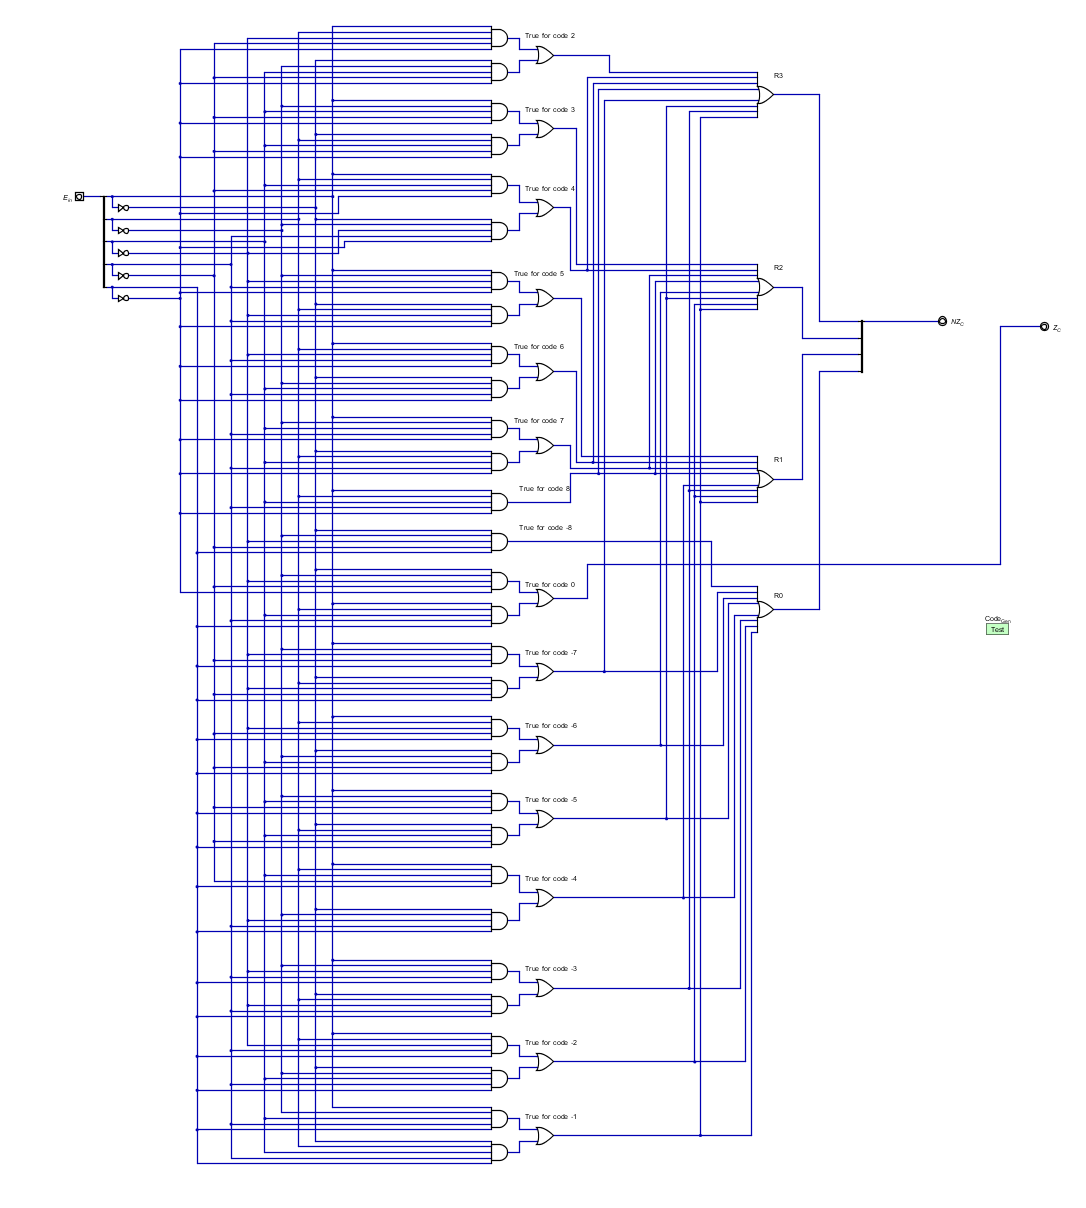 True for code 2
R3
True for code 3
True for code 4
E_in
True for code 5
R2
NZ_C
Z_C
True for code 6
True for code 7
R1
True for code 8
True for code -8
True for code 0
R0
Code_Gen
Test
True for code -7
True for code -6
True for code -5
True for code -4
True for code -3
True for code -2
True for code -1